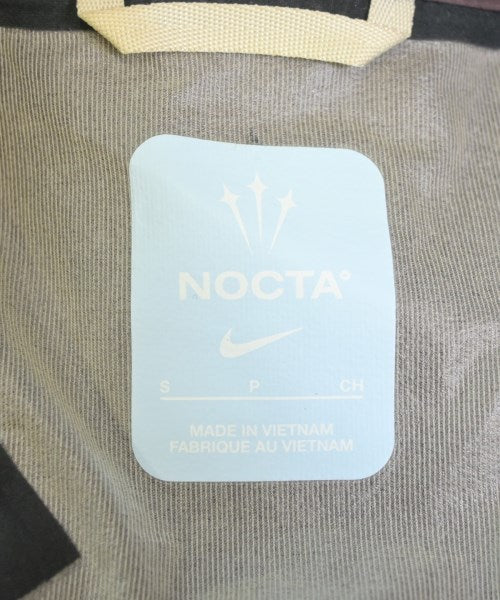 NOCTA°
S P CH
MADE IN VIETNAM
FABRIQUE AU VIETNAM